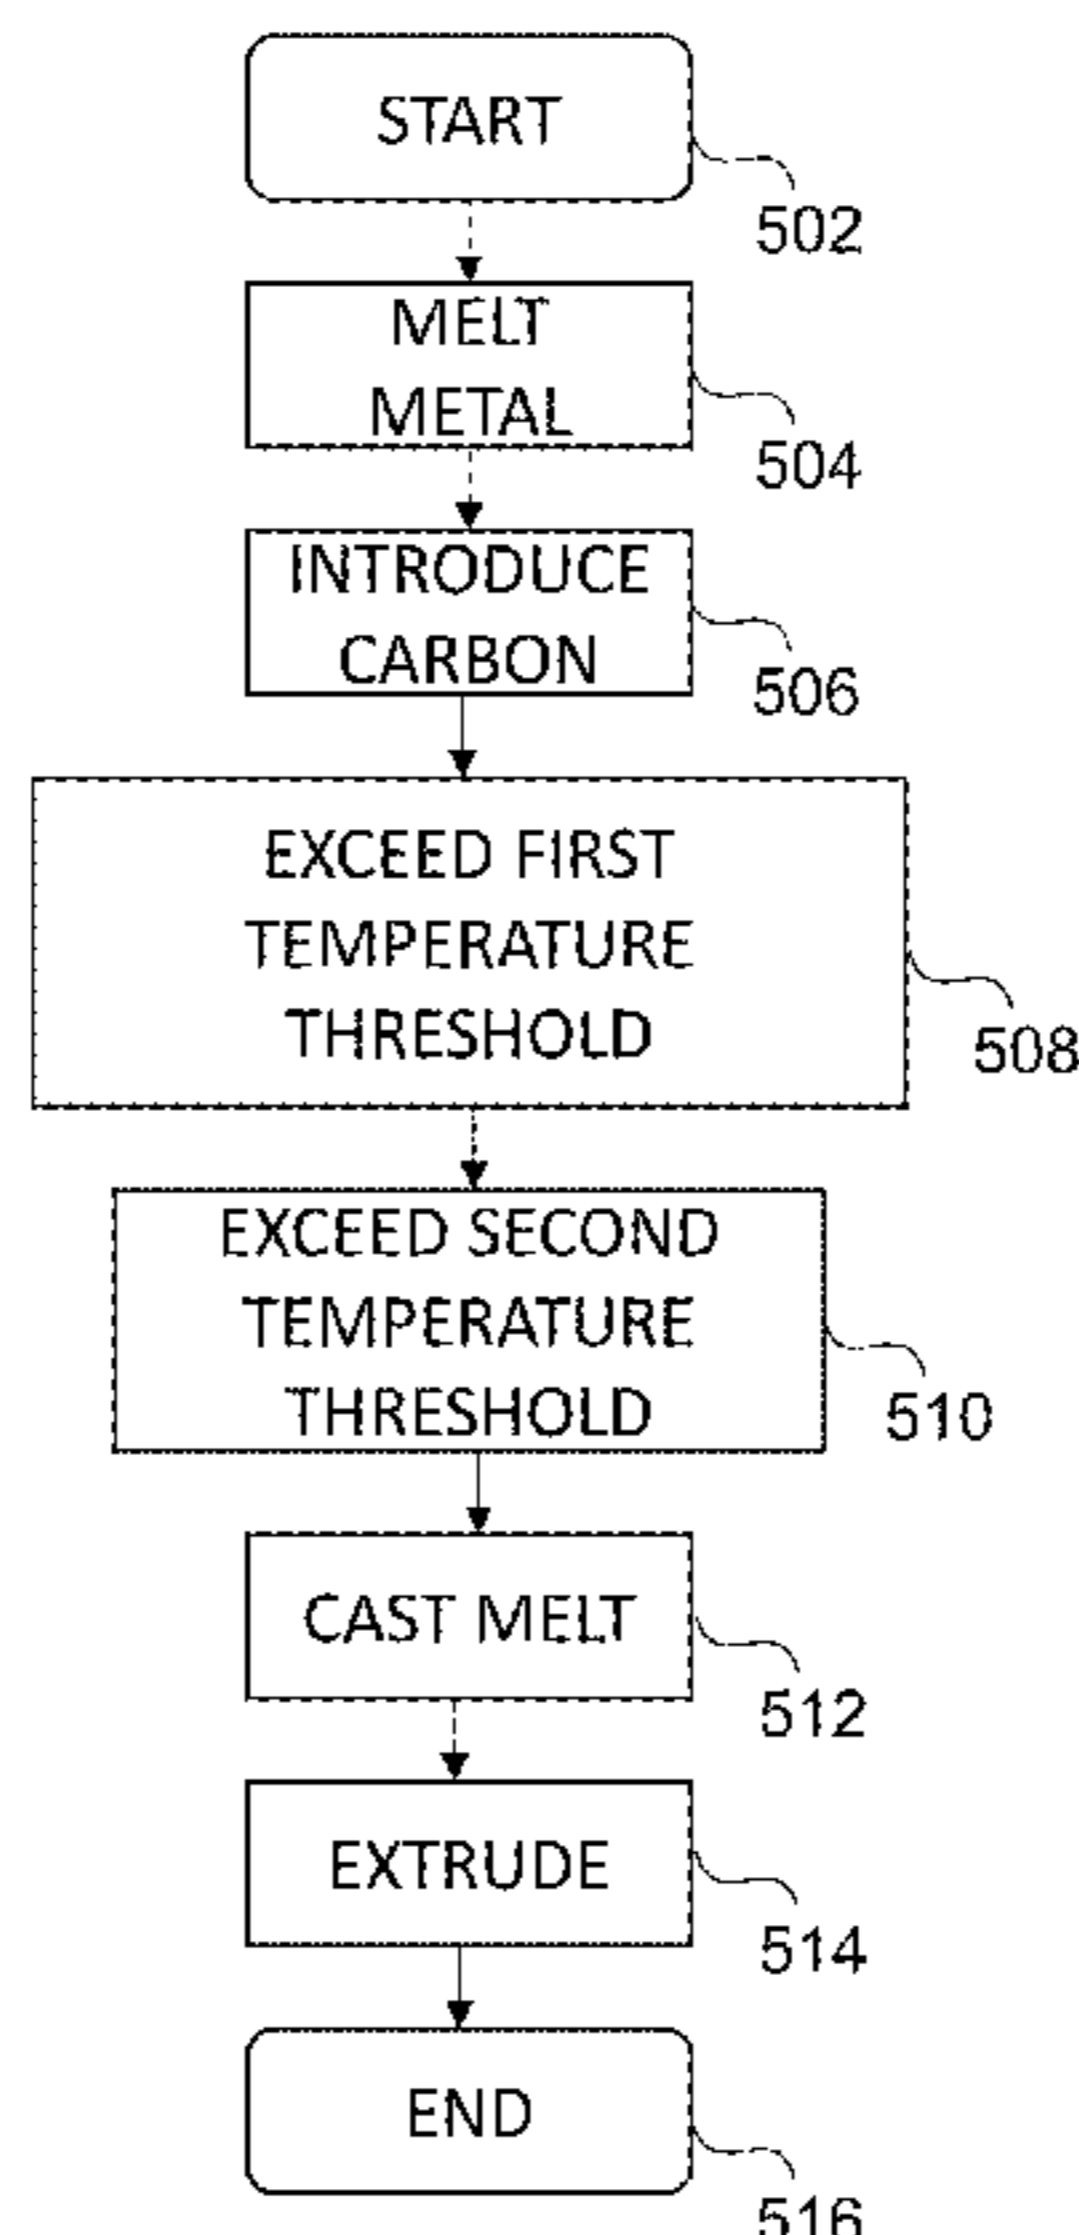 START
502
MELT
METAL
504
INTRODUCE
CARBON
506
EXCEED FIRST
TEMPERATURE
THRESHOLD
508
EXCEED SECOND
TEMPERATURE
THRESHOLD
510
CAST MELT
512
EXTRUDE
514
END
516